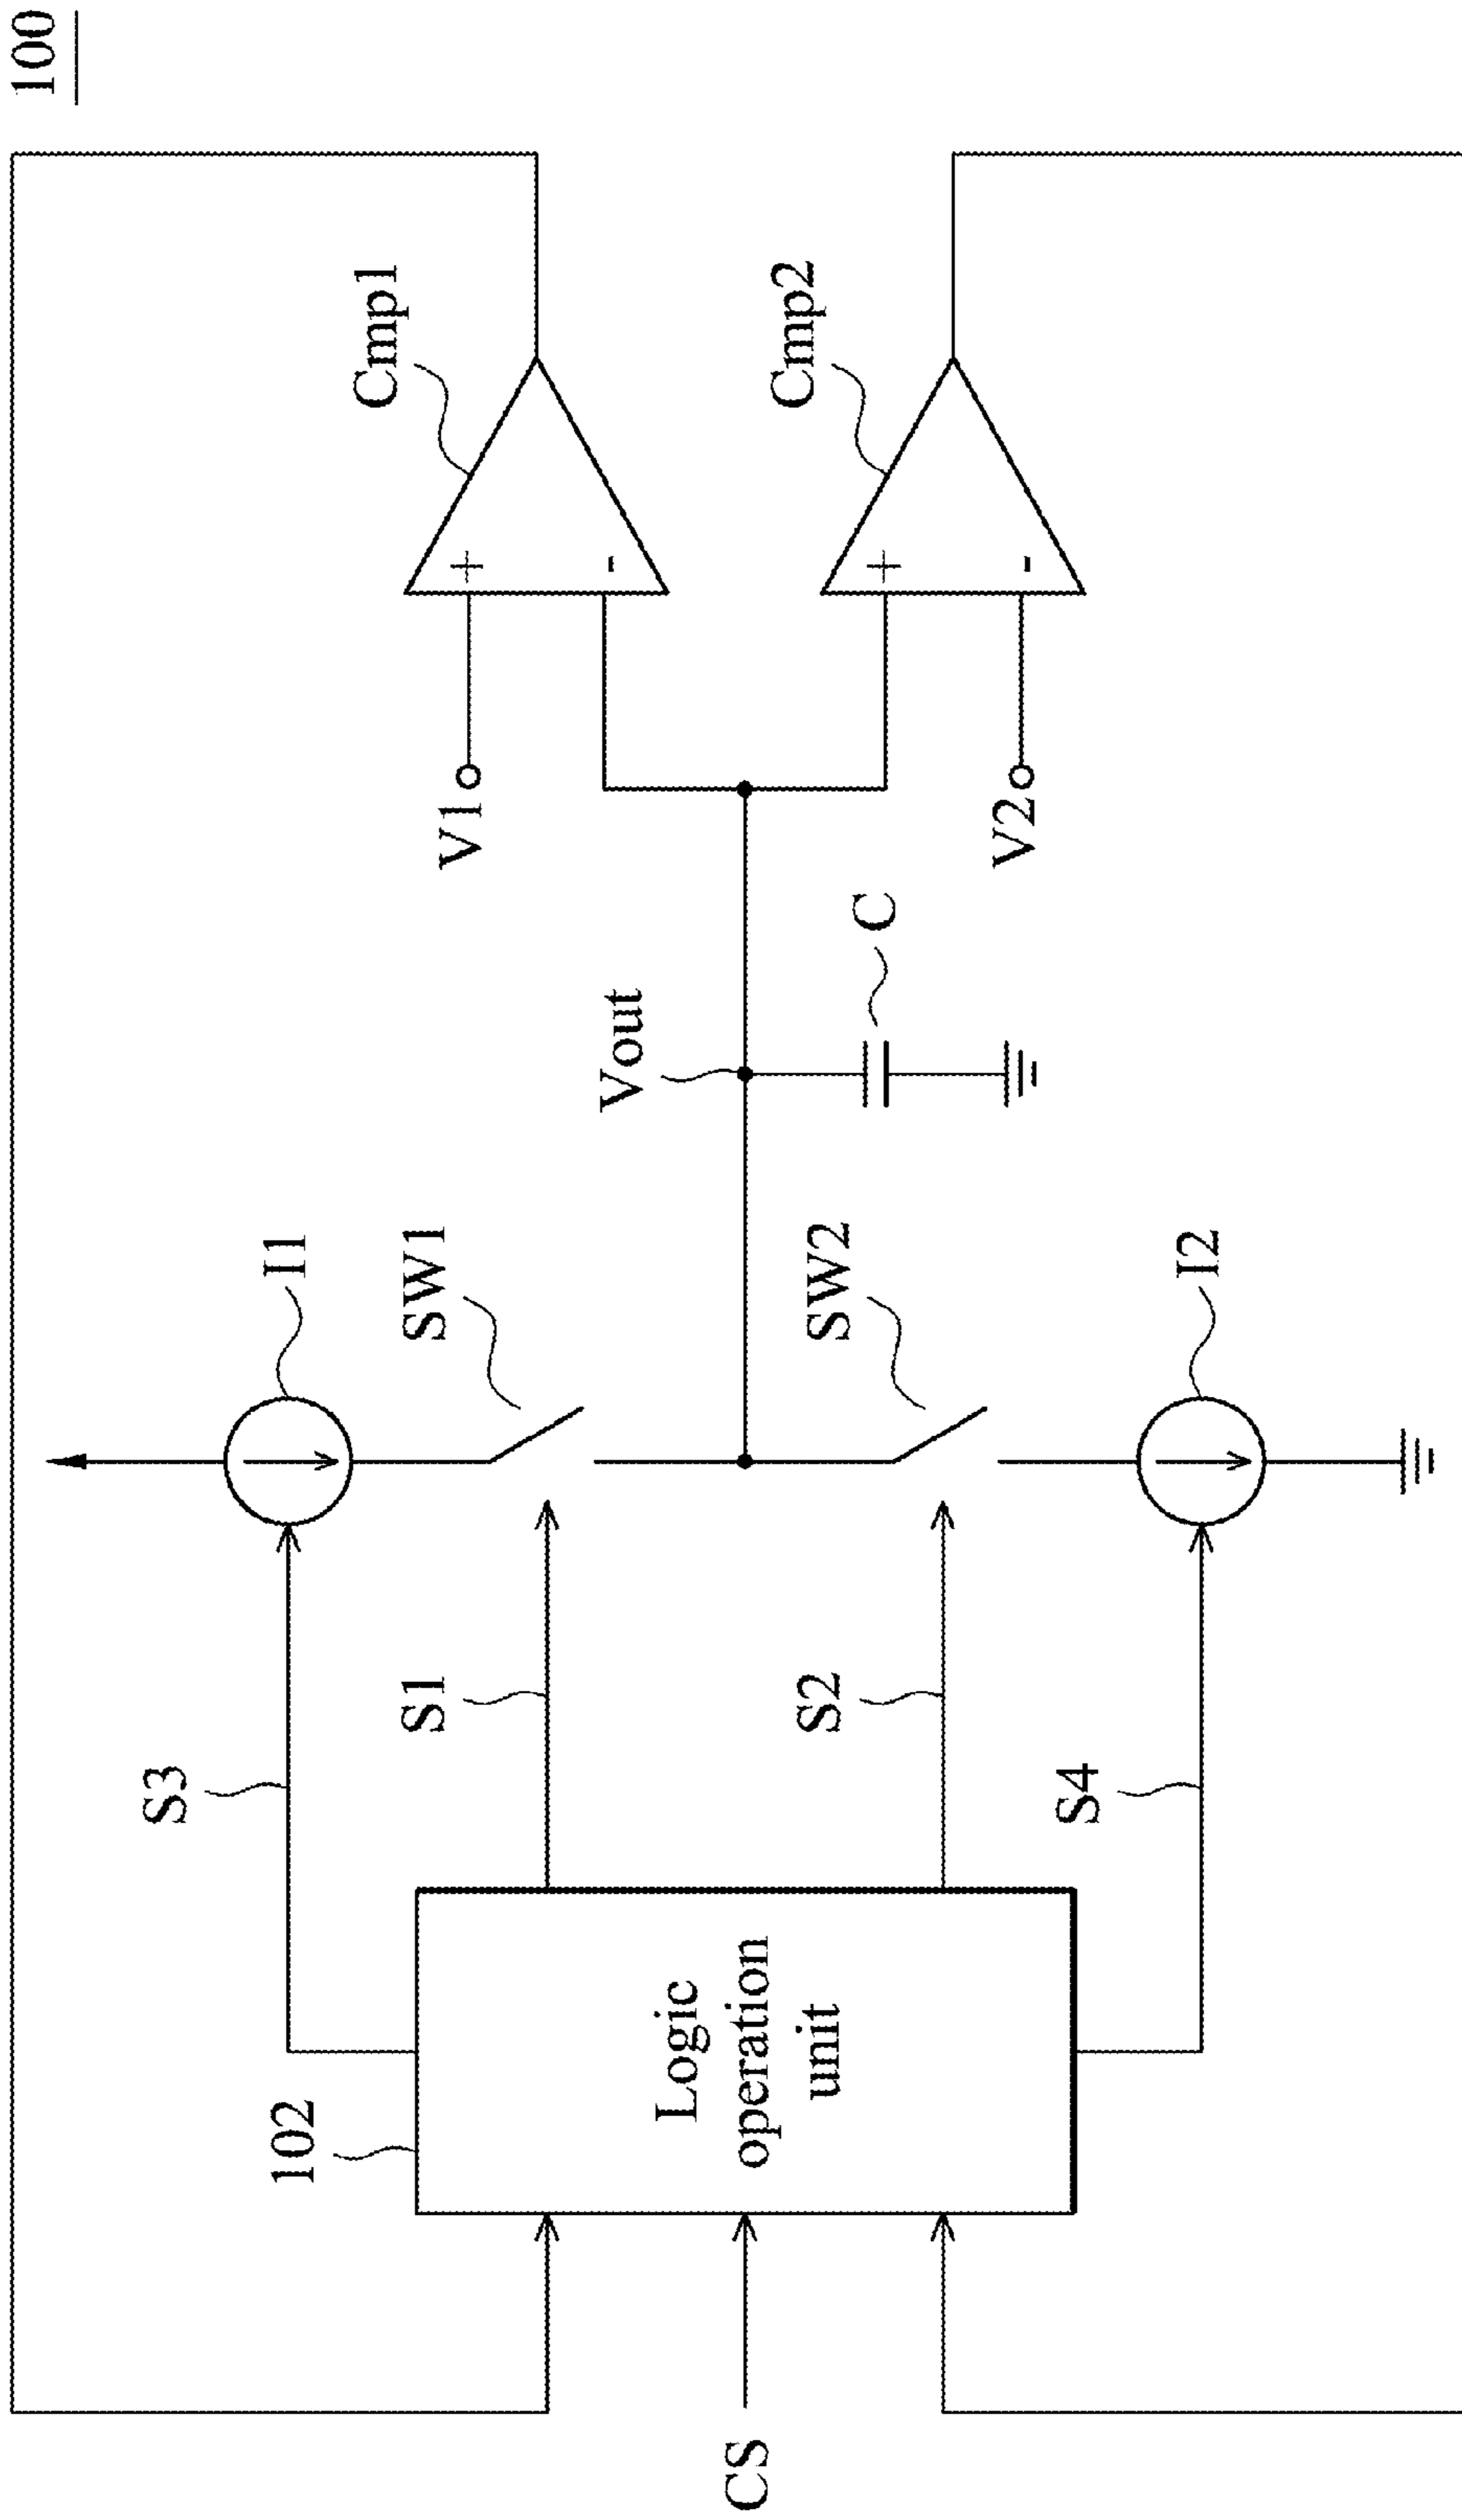 100
Cmp1
Cmp2
+
-
+
-
V1
V2
C
Vout
I1
SW1
SW2
I2
S3
S1
S2
S4
102
Logic
operation
unit
CS